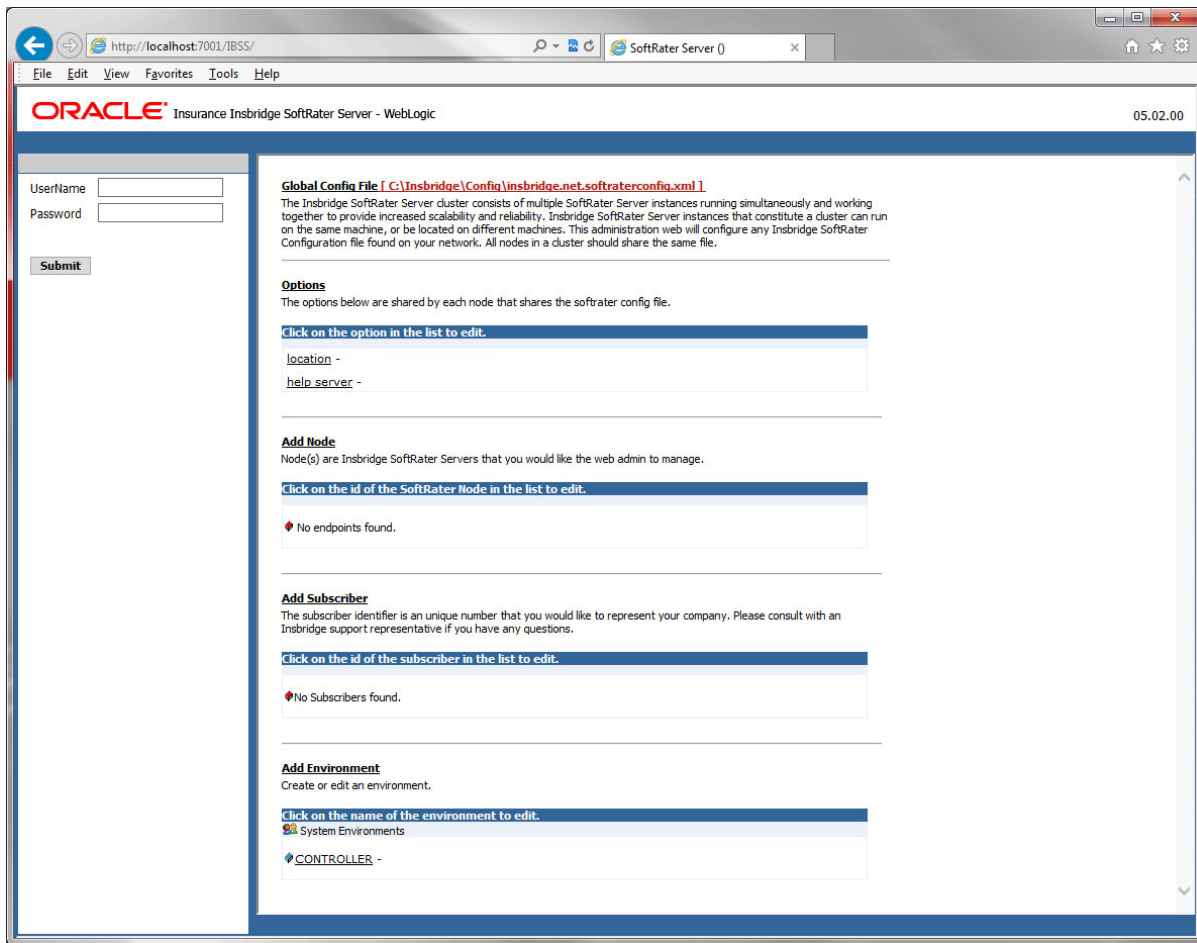 http://localhost:7001/IBSS/
SoftRater Server ()
File Edit View Favorites Tools Help
ORACLE Insurance Insbridge SoftRater Server - WebLogic
05.02.00
UserName
Password
Submit
Global Config File [ C:\Insbridge\Config\insbridge.net.softraterconfig.xml ]
The Insbridge SoftRater Server cluster consists of multiple SoftRater Server instances running simultaneously and working
together to provide increased scalability and reliability. Insbridge SoftRater Server instances that constitute a cluster can run
on the same machine, or be located on different machines. This administration web will configure any Insbridge SoftRater
Configuration file found on your network. All nodes in a cluster should share the same file.
Options
The options below are shared by each node that shares the softrater config file.
Click on the option in the list to edit.
location -
help server -
Add Node
Node(s) are Insbridge SoftRater Servers that you would like the web admin to manage.
Click on the id of the SoftRater Node in the list to edit.
No endpoints found.
Add Subscriber
The subscriber identifier is an unique number that you would like to represent your company. Please consult with an
Insbridge support representative if you have any questions.
Click on the id of the subscriber in the list to edit.
No Subscribers found.
Add Environment
Create or edit an environment.
Click on the name of the environment to edit.
System Environments
CONTROLLER -